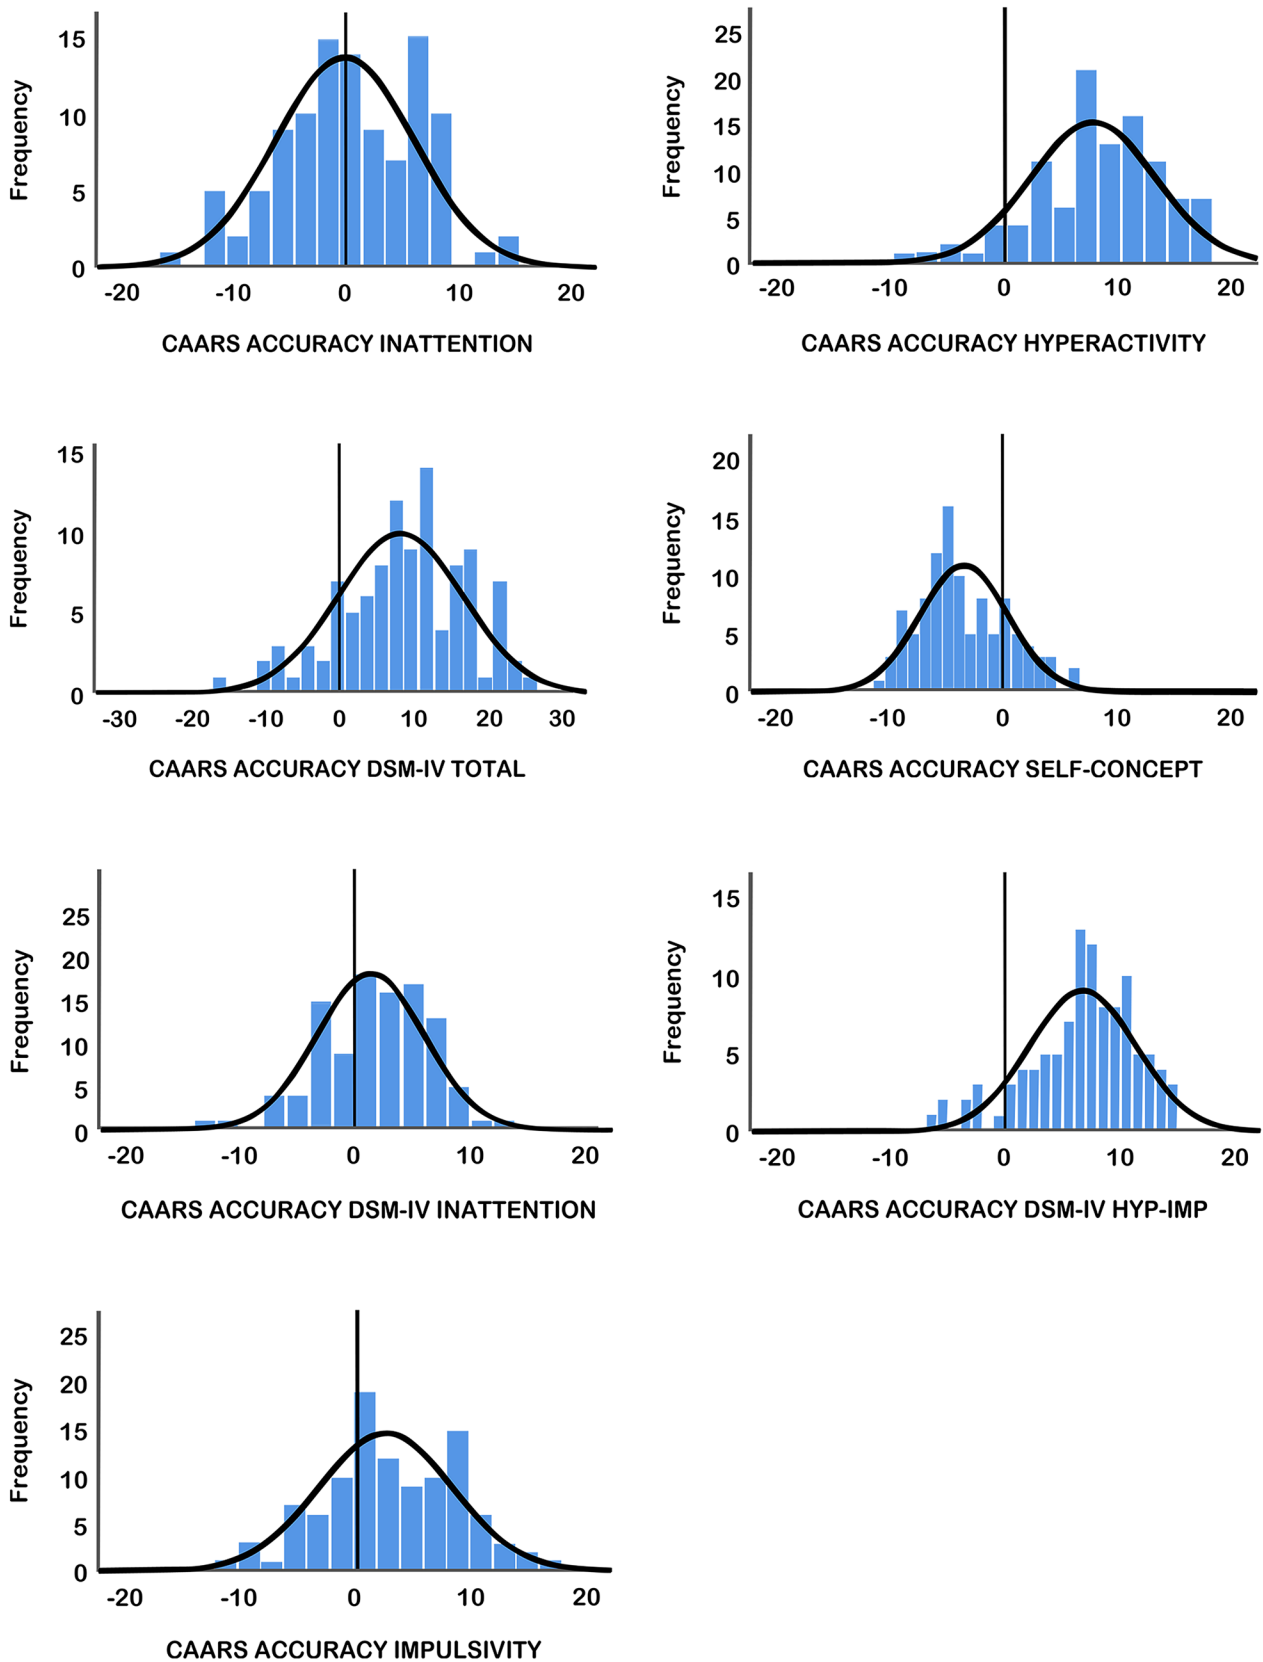 15
10
5
0
Frequency
-20 -10 0 10 20
CAARS ACCURACY INATTENTION
25
20
15
10
5
0
Frequency
-20 -10 0 10 20
CAARS ACCURACY HYPERACTIVITY
15
10
5
0
Frequency
-30 -20 -10 0 10 20 30
CAARS ACCURACY DSM-IV TOTAL
20
15
10
5
0
Frequency
-20 -10 0 10 20
CAARS ACCURACY SELF-CONCEPT
25
20
15
10
5
0
Frequency
-20 -10 0 10 20
CAARS ACCURACY DSM-IV INATTENTION
15
10
5
0
Frequency
-20 -10 0 10 20
CAARS ACCURACY DSM-IV HYP-IMP
25
20
15
10
5
0
Frequency
-20 -10 0 10 20
CAARS ACCURACY IMPULSIVITY